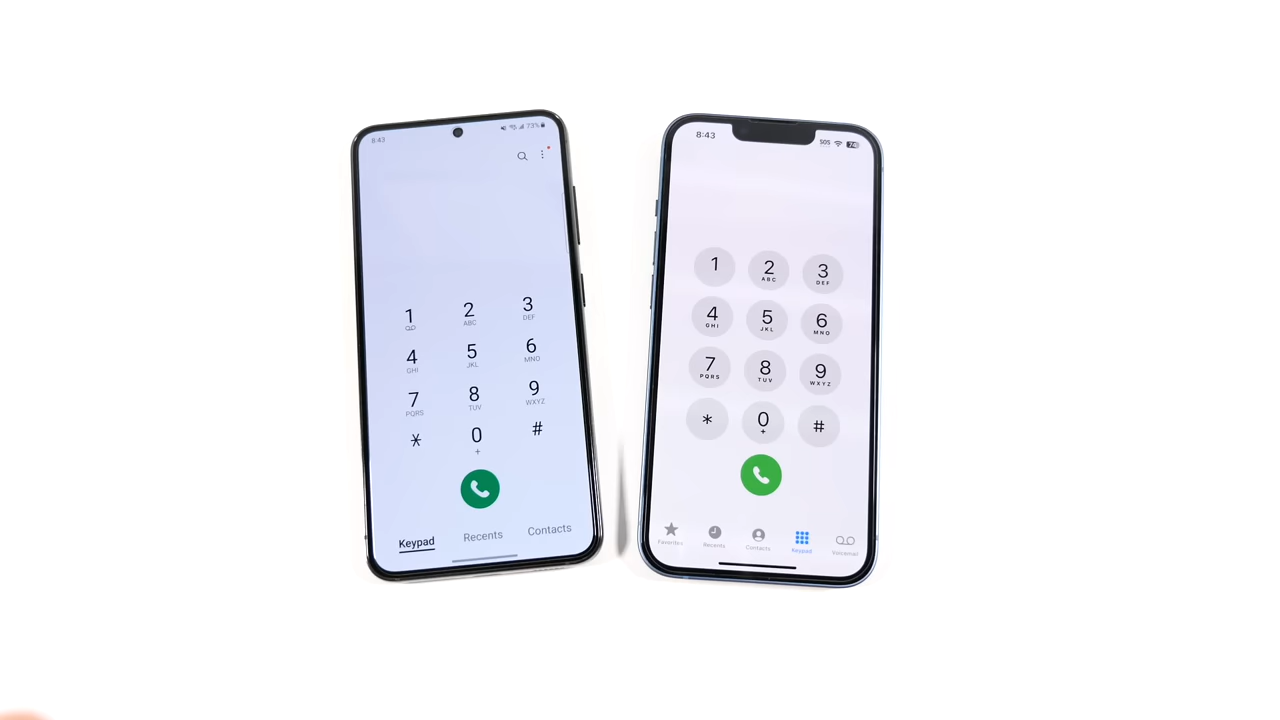 8:43
73%
1
2
ABC
3
DEF
4
GHI
5
JKL
6
MNO
7
PQRS
8
TUV
9
WXYZ
*
0
+
#
Keypad
Recents
Contacts
8:43
SOS
74
1
2
ABC
3
DEF
4
GHI
5
JKL
6
MNO
7
PQRS
8
TUV
9
WXYZ
*
0
+
#
Favorites
Recents
Contacts
Keypad
Voicemail